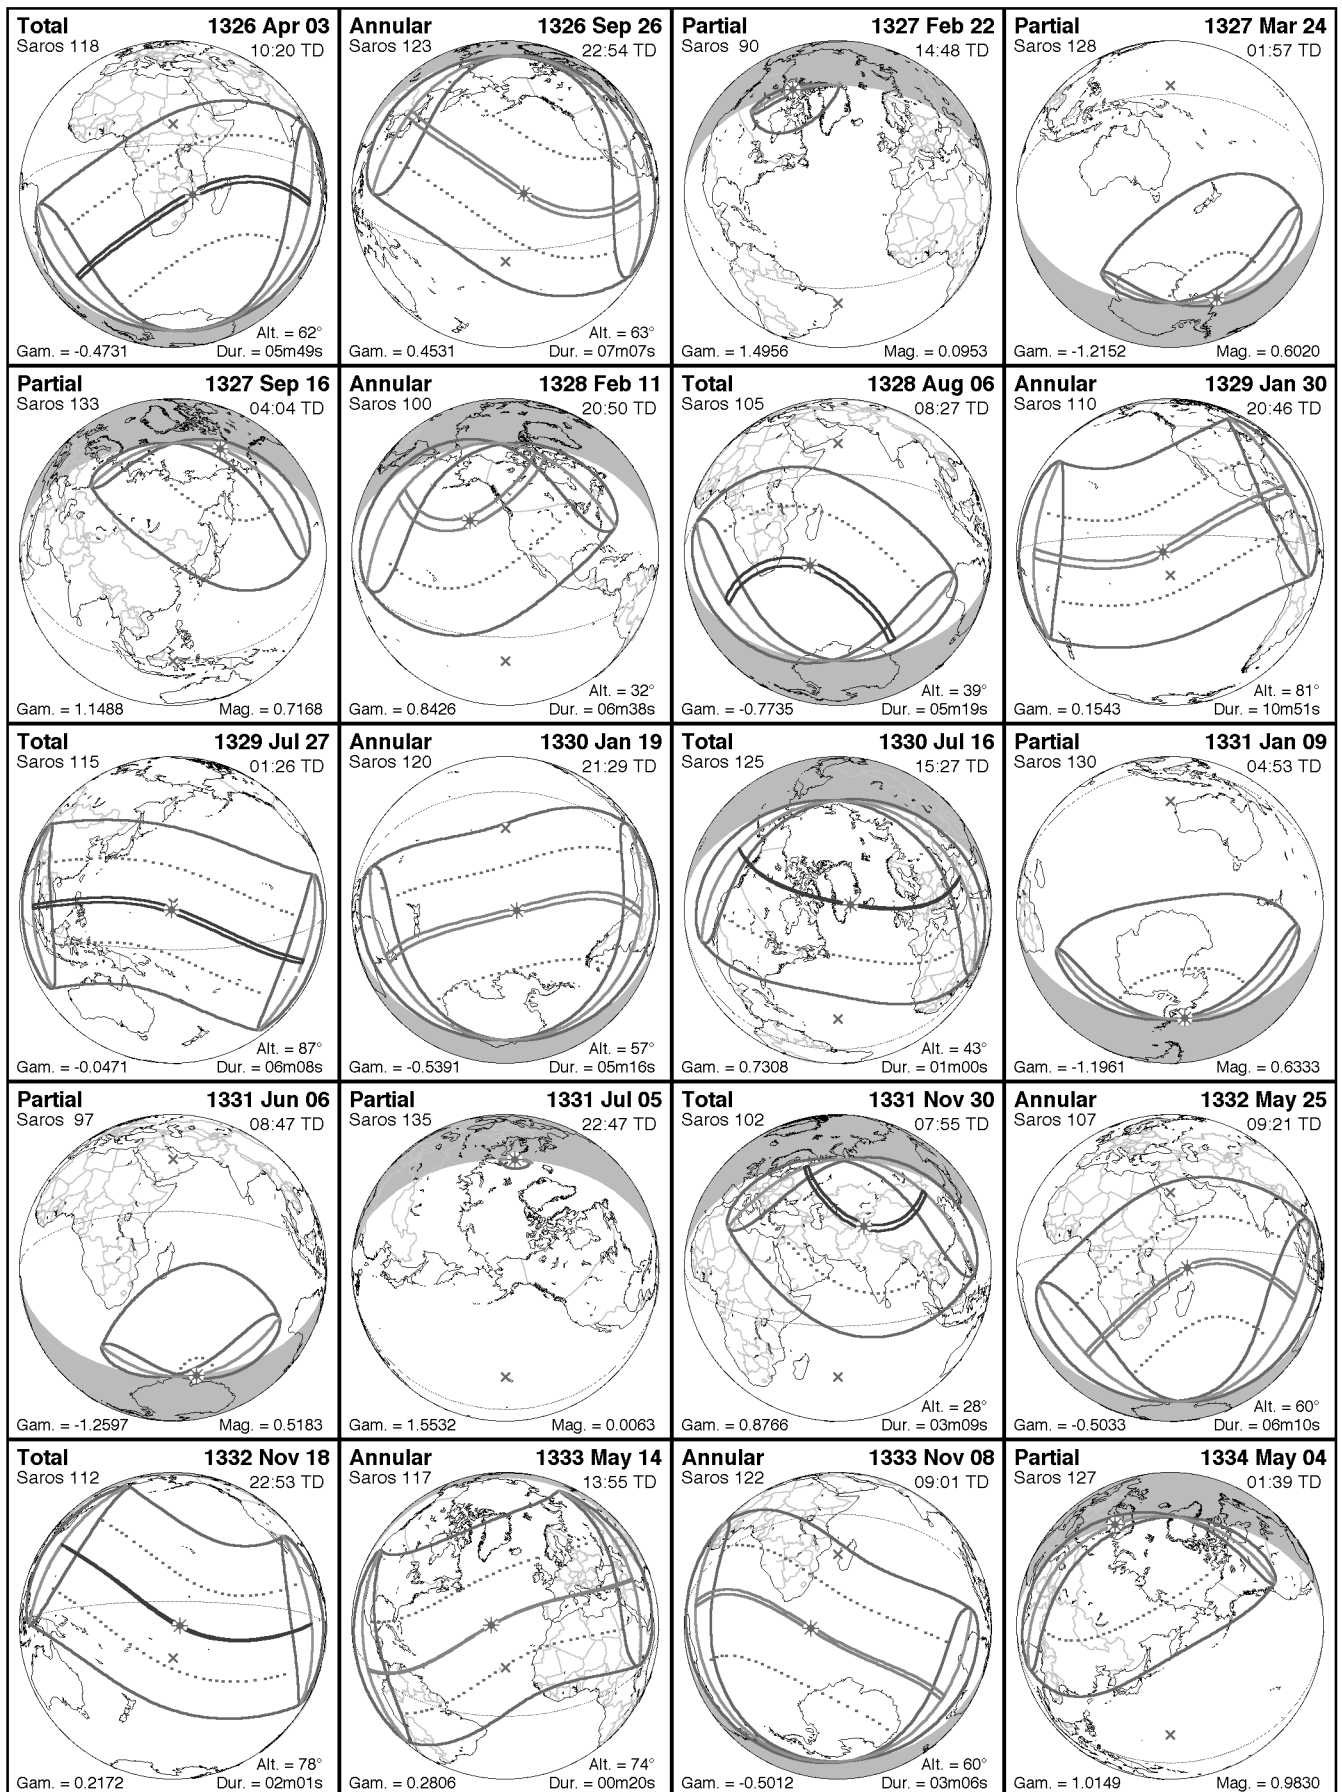 Total 1326 Apr 03
Saros 118 10:20 TD
Alt. = 62°
Gam. = -0.4731 Dur. = 05m49s
Annular 1326 Sep 26
Saros 123 22:54 TD
Alt. = 63°
Gam. = 0.4531 Dur. = 07m07s
Partial 1327 Feb 22
Saros 90 14:48 TD
Gam. = 1.4956 Mag. = 0.0953
Partial 1327 Mar 24
Saros 128 01:57 TD
Gam. = -1.2152 Mag. = 0.6020
Partial 1327 Sep 16
Saros 133 04:04 TD
Gam. = 1.1488 Mag. = 0.7168
Annular 1328 Feb 11
Saros 100 20:50 TD
Alt. = 32°
Gam. = 0.8426 Dur. = 06m38s
Total 1328 Aug 06
Saros 105 08:27 TD
Alt. = 39°
Gam. = -0.7735 Dur. = 05m19s
Annular 1329 Jan 30
Saros 110 20:46 TD
Alt. = 81°
Gam. = 0.1543 Dur. = 10m51s
Total 1329 Jul 27
Saros 115 01:26 TD
Alt. = 87°
Gam. = -0.0471 Dur. = 06m08s
Annular 1330 Jan 19
Saros 120 21:29 TD
Alt. = 57°
Gam. = -0.5391 Dur. = 05m16s
Total 1330 Jul 16
Saros 125 15:27 TD
Alt. = 43°
Gam. = 0.7308 Dur. = 01m00s
Partial 1331 Jan 09
Saros 130 04:53 TD
Gam. = -1.1961 Mag. = 0.6333
Partial 1331 Jun 06
Saros 97 08:47 TD
Gam. = -1.2597 Mag. = 0.5183
Partial 1331 Jul 05
Saros 135 22:47 TD
Gam. = 1.5532 Mag. = 0.0063
Total 1331 Nov 30
Saros 102 07:55 TD
Alt. = 28°
Gam. = 0.8766 Dur. = 03m09s
Annular 1332 May 25
Saros 107 09:21 TD
Alt. = 60°
Gam. = -0.5033 Dur. = 06m10s
Total 1332 Nov 18
Saros 112 22:53 TD
Alt. = 78°
Gam. = 0.2172 Dur. = 02m01s
Annular 1333 May 14
Saros 117 13:55 TD
Alt. = 74°
Gam. = 0.2806 Dur. = 00m20s
Annular 1333 Nov 08
Saros 122 09:01 TD
Alt. = 60°
Gam. = -0.5012 Dur. = 03m06s
Partial 1334 May 04
Saros 127 01:39 TD
Gam. = 1.0149 Mag. = 0.9830